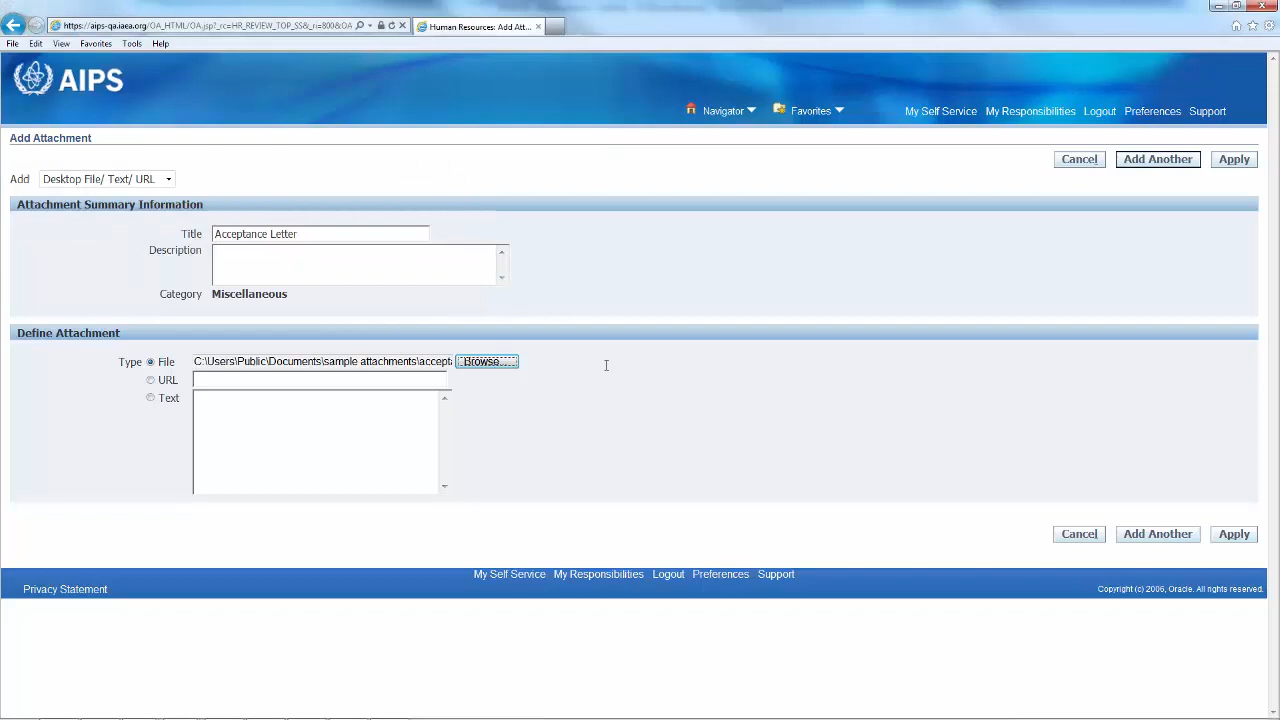 https://aips-qa.iaea.org/OA_HTML/OA.jsp?_rc=HR_REVIEW_TOP_SS&_ri=800&OA
Human Resources: Add Att...
File Edit View Favorites Tools Help
AIPS
Navigator Favorites My Self Service My Responsibilities Logout Preferences Support
Add Attachment
Cancel Add Another Apply
Add Desktop File/ Text/ URL
Attachment Summary Information
Title Acceptance Letter
Description
Category Miscellaneous
Define Attachment
Type File C:\Users\Public\Documents\sample attachments\accepta Browse...
URL
Text
Cancel Add Another Apply
My Self Service My Responsibilities Logout Preferences Support
Privacy Statement Copyright (c) 2006, Oracle. All rights reserved.